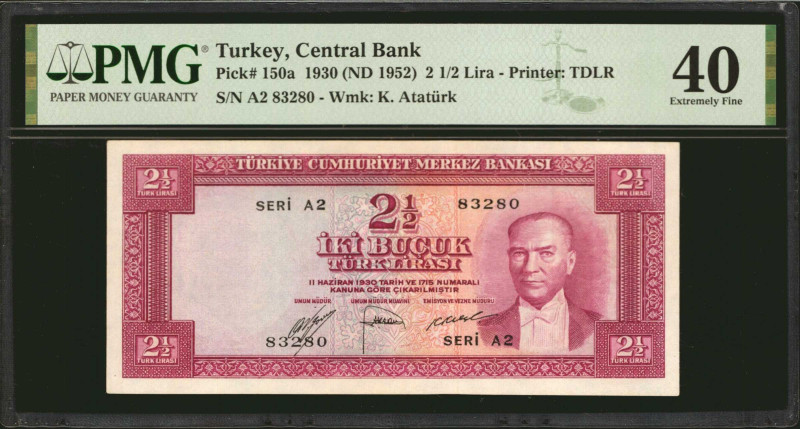 PMG®
PAPER MONEY GUARANTY
Turkey, Central Bank
Pick# 150a 1930 (ND 1952) 2 1/2 Lira - Printer: TDLR
S/N A2 83280 - Wmk: K. Atatürk
40
Extremely Fine
TÜRKİYE CUMHURİYET MERKEZ BANKASI
2½
TÜRK LİRASI
2½
TÜRK LİRASI
SERİ A2
2½
83280
İKİ BUÇUK
TÜRK LİRASI
11 HAZİRAN 1930 TARİH VE 1715 NUMARALI
KANUNA GÖRE ÇIKARILMIŞTIR
UMUM MÜDÜR UMUM MÜDÜR MUAVİNİ EMİSYON VE VEZNE MÜDÜRÜ
83280
SERİ A2
2½
TÜRK LİRASI
2½
TÜRK LİRASI